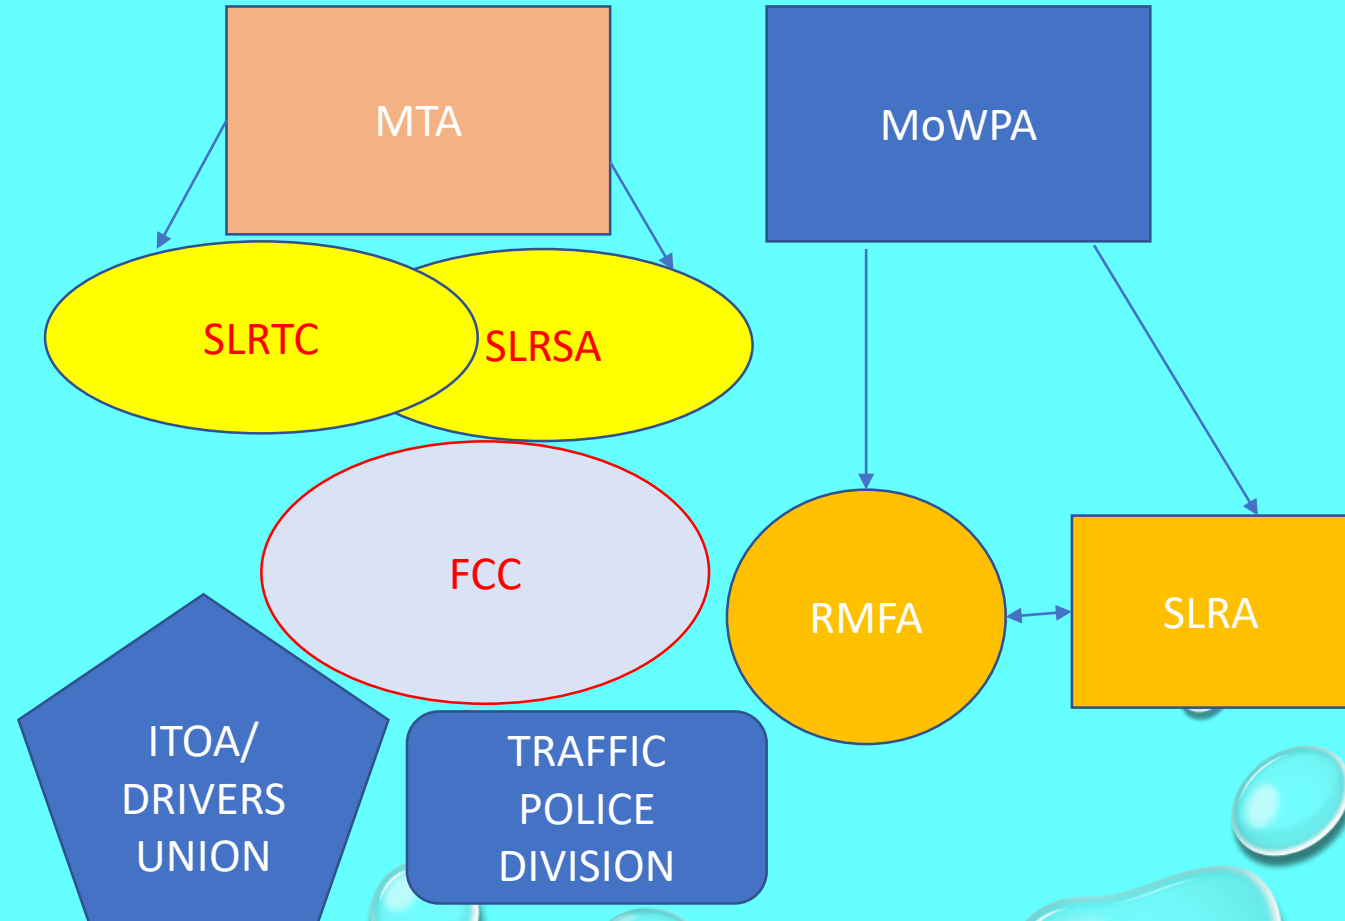 MTA
MoWPA
SLRTC
SLRSA
FCC
RMFA
SLRA
ITOA/
DRIVERS
UNION
TRAFFIC
POLICE
DIVISION